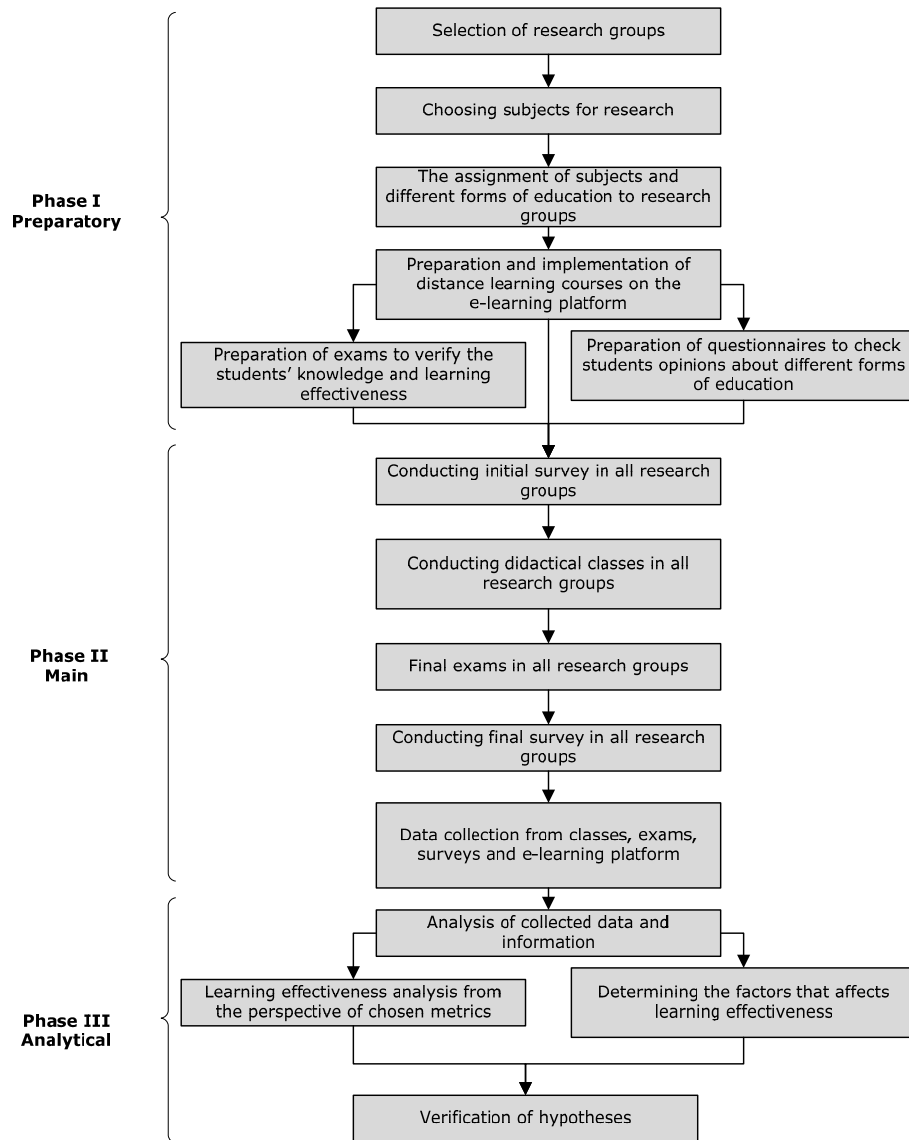 Selection of research groups
Choosing subjects for research
The assignment of subjects and
different forms of education to research
groups
Phase I
Preparatory
Preparation and implementation of
distance learning courses on the
e-learning platform
Preparation of exams to verify the
students’ knowledge and learning
effectiveness
Preparation of questionnaires to check
students opinions about different forms
of education
Conducting initial survey in all research
groups
Conducting didactical classes in all
research groups
Phase II
Main
Final exams in all research groups
Conducting final survey in all research
groups
Data collection from classes, exams,
surveys and e-learning platform
Analysis of collected data and
information
Learning effectiveness analysis from
the perspective of chosen metrics
Determining the factors that affects
learning effectiveness
Phase III
Analytical
Verification of hypotheses